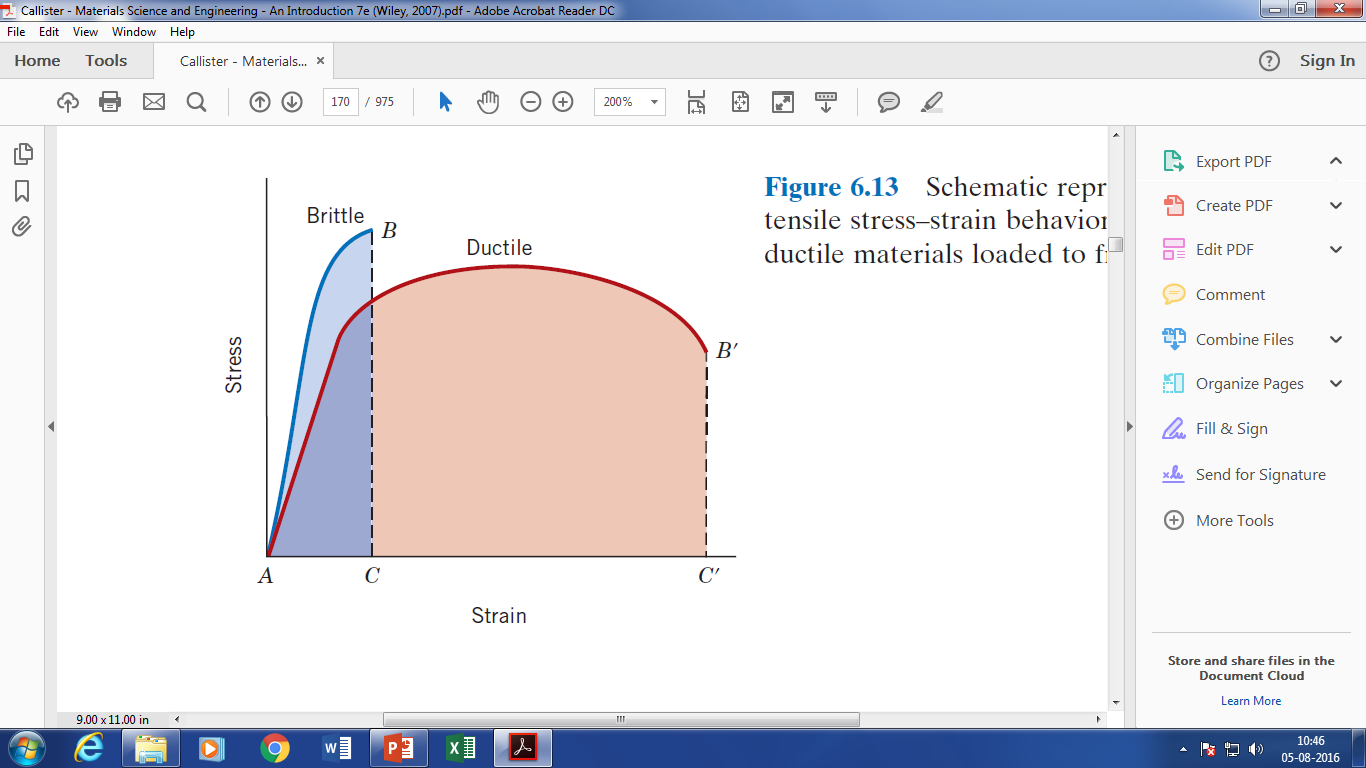 Callister - Materials Science and Engineering - An Introduction 7e (Wiley, 2007).pdf - Adobe Acrobat Reader DC
File Edit View Window Help
Home Tools Callister - Materials... × ? Sign In
170 / 975 200%
Figure 6.13 Schematic repr
tensile stress–strain behavior
ductile materials loaded to f
Brittle
B
Ductile
B′
Stress
A C C′
Strain
Export PDF
Create PDF
Edit PDF
Comment
Combine Files
Organize Pages
Fill & Sign
Send for Signature
More Tools
Store and share files in the
Document Cloud
Learn More
9.00 x 11.00 in
10:46
05-08-2016